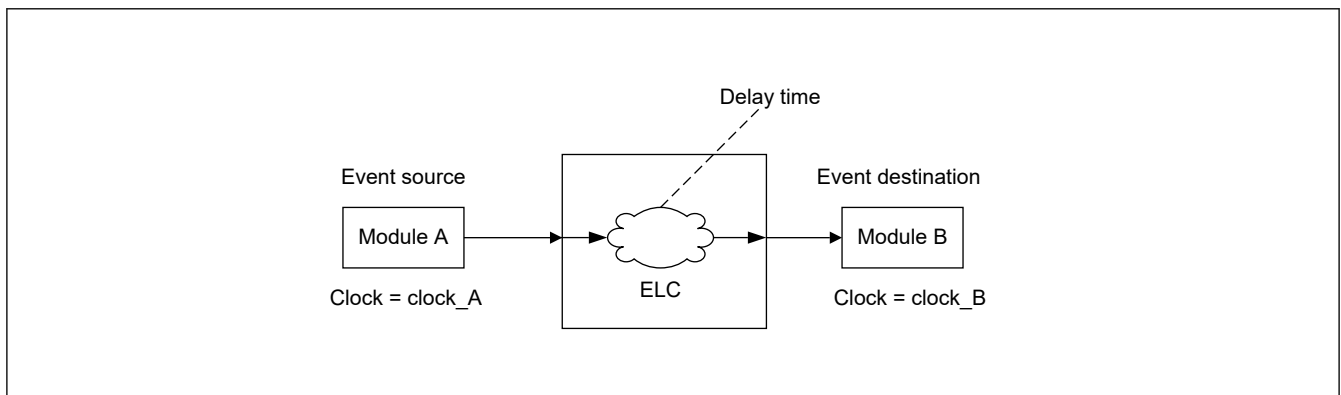 Delay time
Event source
Event destination
Module A
Module B
ELC
Clock = clock_A
Clock = clock_B